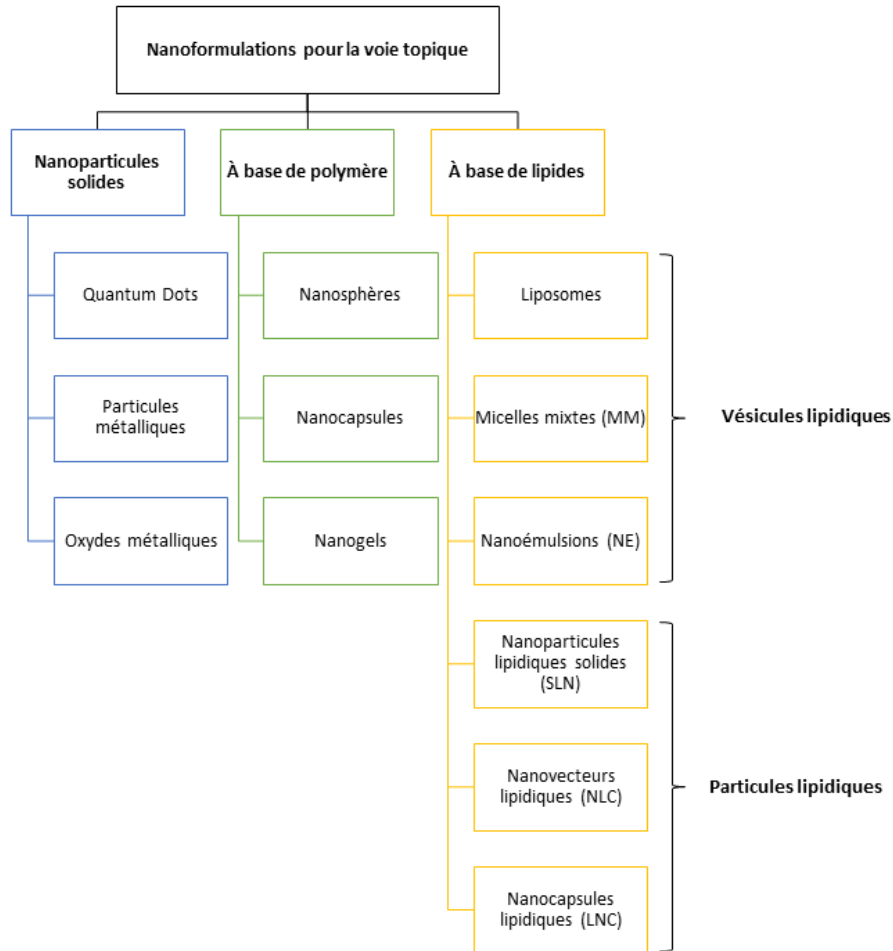 Nanoformulations pour la voie topique
Nanoparticules
solides
À base de polymère
À base de lipides
Quantum Dots
Nanosphères
Liposomes
Particules
métalliques
Nanocapsules
Micelles mixtes (MM)
Vésicules lipidiques
Oxydes métalliques
Nanogels
Nanoémulsions (NE)
Nanoparticules
lipidiques solides
(SLN)
Nanovecteurs
lipidiques (NLC)
Particules lipidiques
Nanocapsules
lipidiques (LNC)